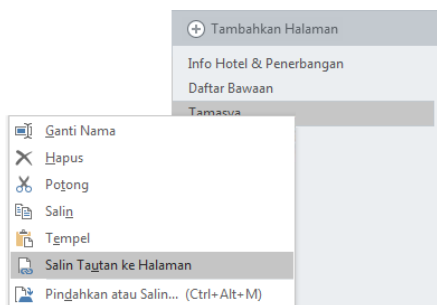 Tambahkan Halaman
Info Hotel & Penerbangan
Daftar Bawaan
Tamasya
Ganti Nama
Hapus
Potong
Salin
Tempel
Salin Tautan ke Halaman
Pindahkan atau Salin... (Ctrl+Alt+M)